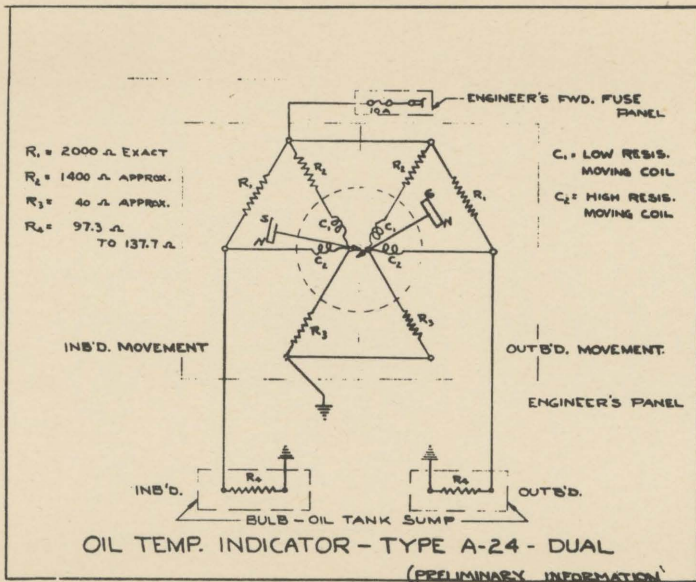 ENGINEER'S FWD. FUSE
PANEL
10A
R₁ = 2000 Ω EXACT
R₂ = 1400 Ω APPROX.
R₃ = 40 Ω APPROX.
R₄ = 97.3 Ω
TO 137.7 Ω
C₁ = LOW RESIS.
MOVING COIL
C₂ = HIGH RESIS.
MOVING COIL
R₁
R₂
R₂
R₁
S
N
C₁
C₁
S
N
C₂
C₂
R₃
R₃
INB'D. MOVEMENT
OUTB'D. MOVEMENT.
ENGINEER'S PANEL
INB'D.
R₄
R₄
OUTB'D.
BULB - OIL TANK SUMP
OIL TEMP. INDICATOR - TYPE A-24 - DUAL
(PRELIMINARY INFORMATION